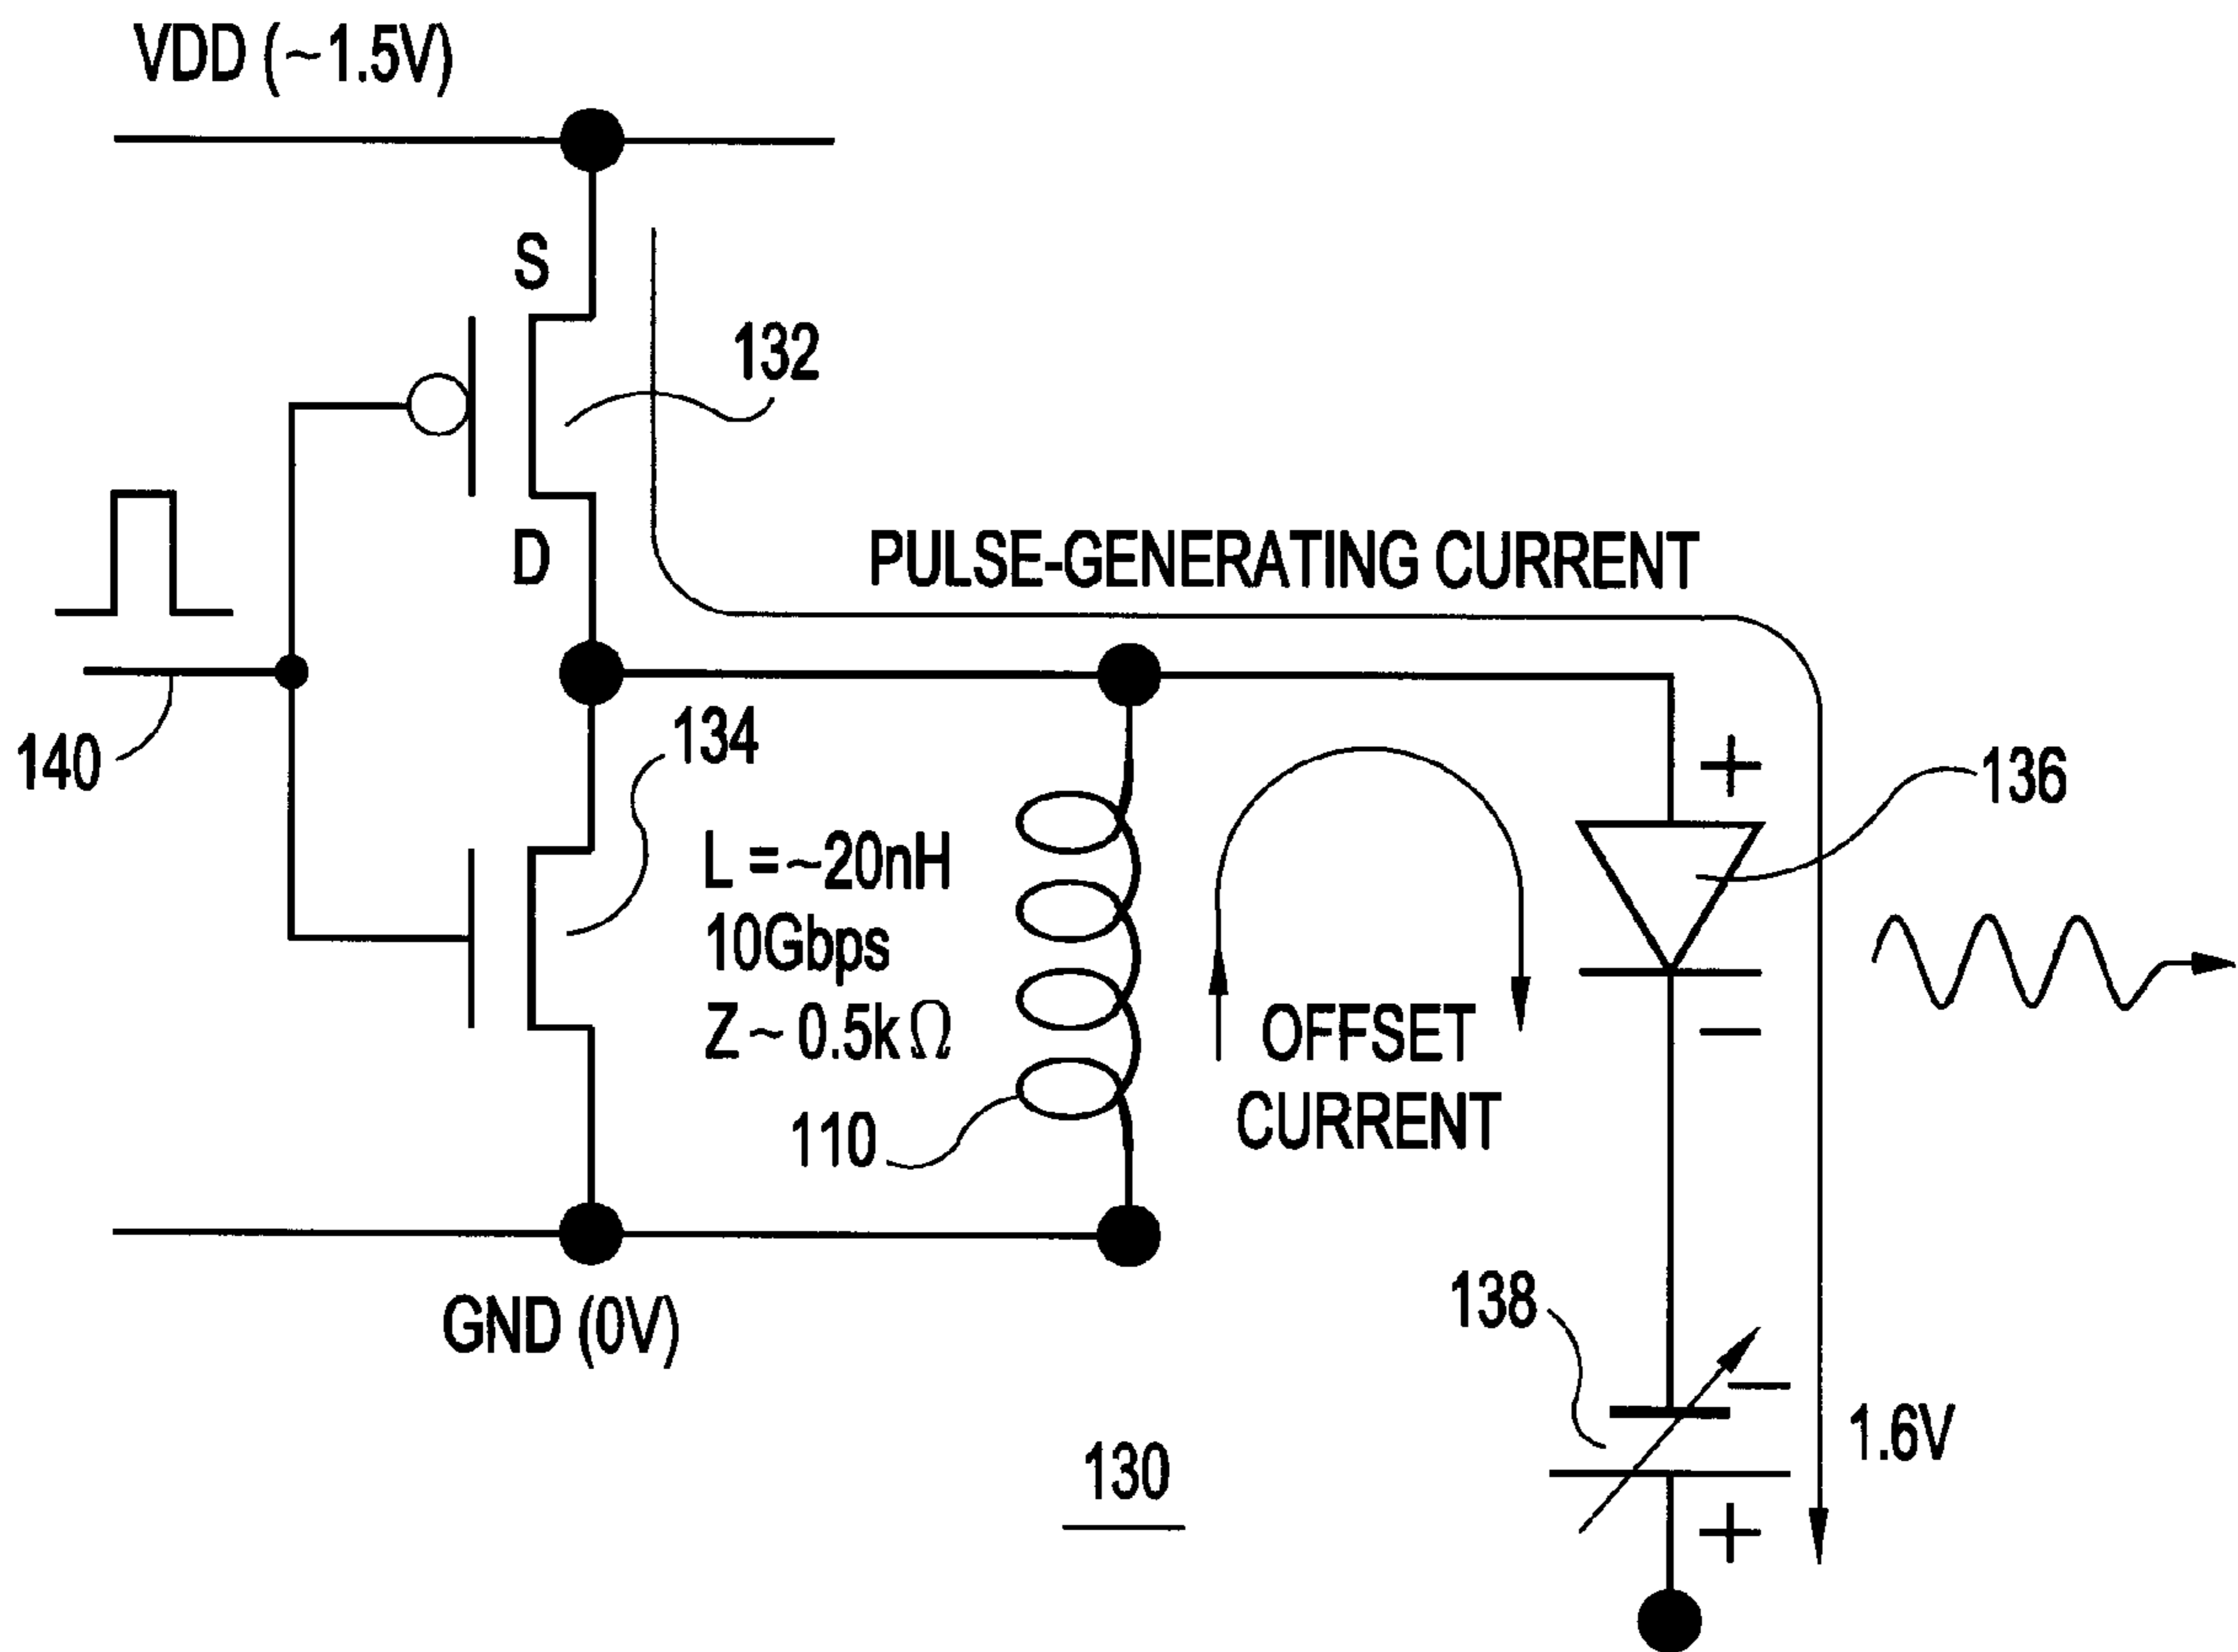 VDD (~1.5V)
S
132
D
PULSE-GENERATING CURRENT
140
134
+
136
L =~20nH
10Gbps
Z ~ 0.5kΩ
OFFSET
CURRENT
−
110
GND (0V)
138
−
1.6V
130
+